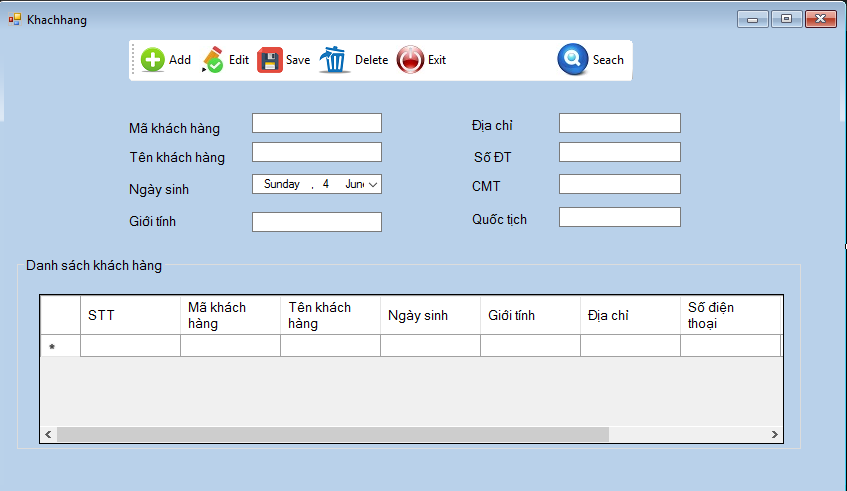 Khachhang
Add Edit Save Delete Exit Seach
Mã khách hàng
Địa chỉ
Tên khách hàng
Số ĐT
Ngày sinh
Sunday , 4
CMT
Giới tính
Quốc tịch
Danh sách khách hàng
STT
Mã khách
hàng
Tên khách
hàng
Ngày sinh
Giới tính
Địa chỉ
Số điện
thoại
*